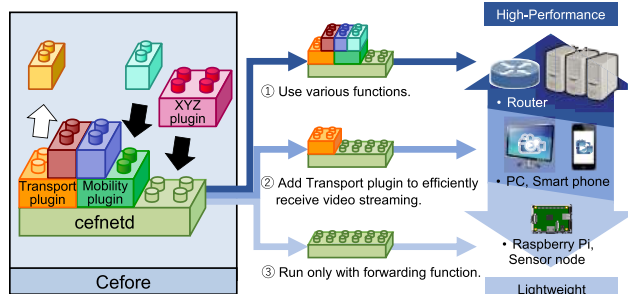 High-Performance
XYZ
plugin
Transport
plugin
Mobility
plugin
cefnetd
Cefore
① Use various functions.
② Add Transport plugin to efficiently
receive video streaming.
③ Run only with forwarding function.
• Router
• PC, Smart phone
• Raspberry Pi,
Sensor node
Lightweight